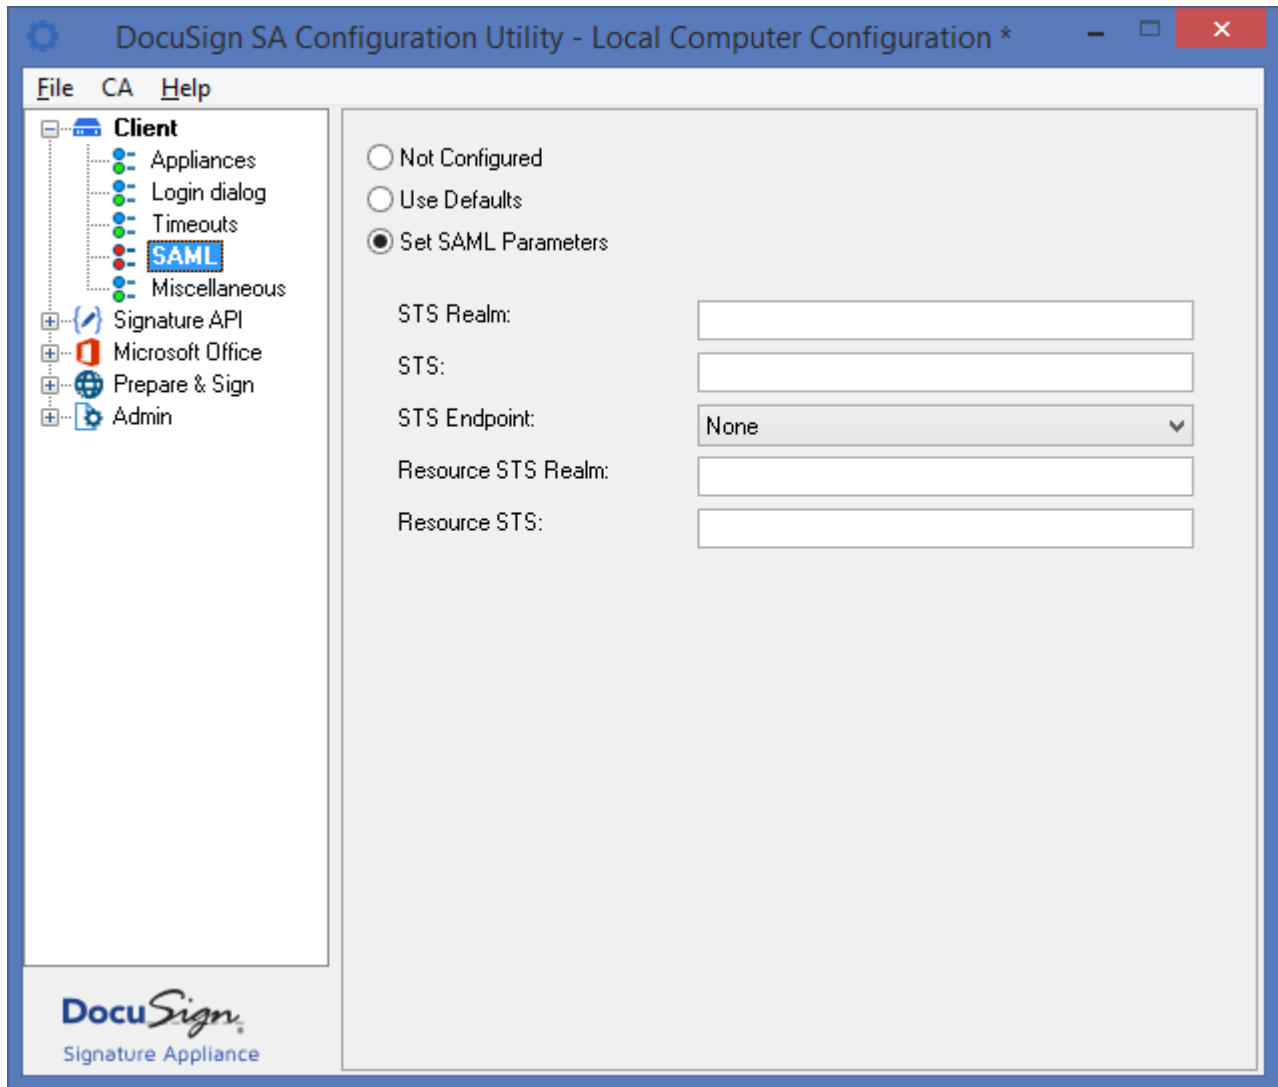 DocuSign SA Configuration Utility - Local Computer Configuration *
File CA Help
Client
Appliances
Login dialog
Timeouts
SAML
Miscellaneous
Signature API
Microsoft Office
Prepare & Sign
Admin
Not Configured
Use Defaults
Set SAML Parameters
STS Realm:
STS:
STS Endpoint: None
Resource STS Realm:
Resource STS:
DocuSign
Signature Appliance